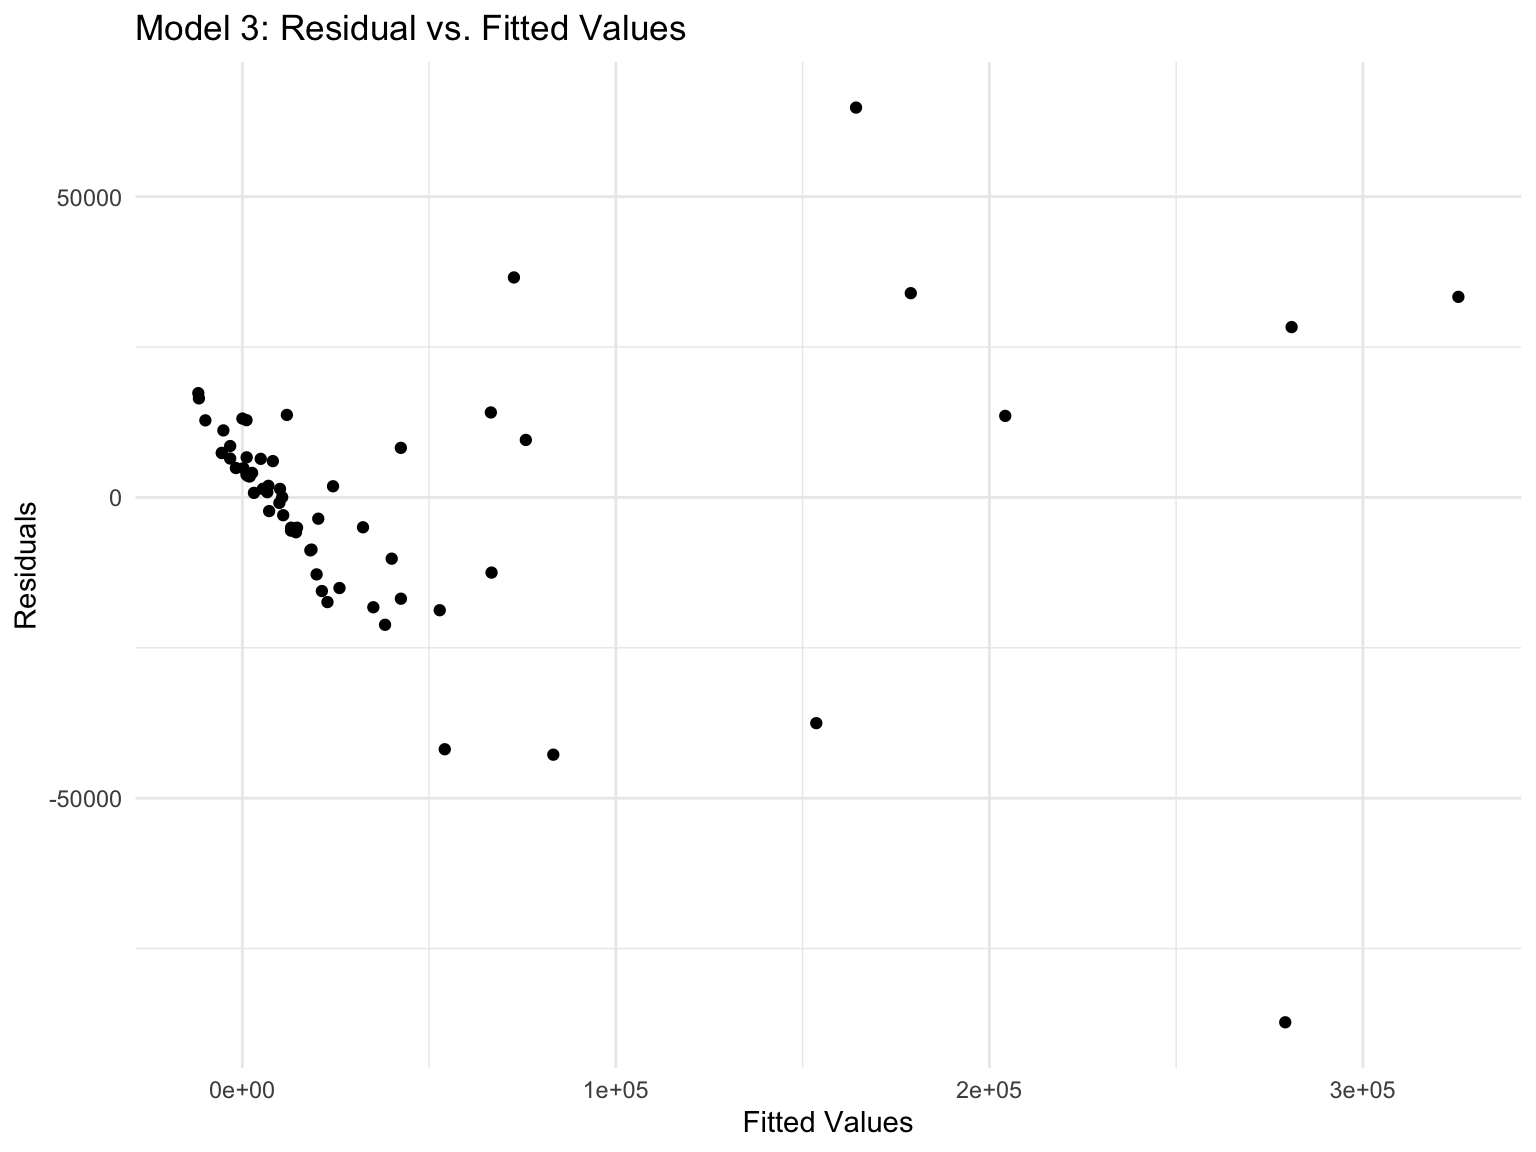 Model 3: Residual vs. Fitted Values
50000
0
-50000
Residuals
0e+00
1e+05
2e+05
3e+05
Fitted Values